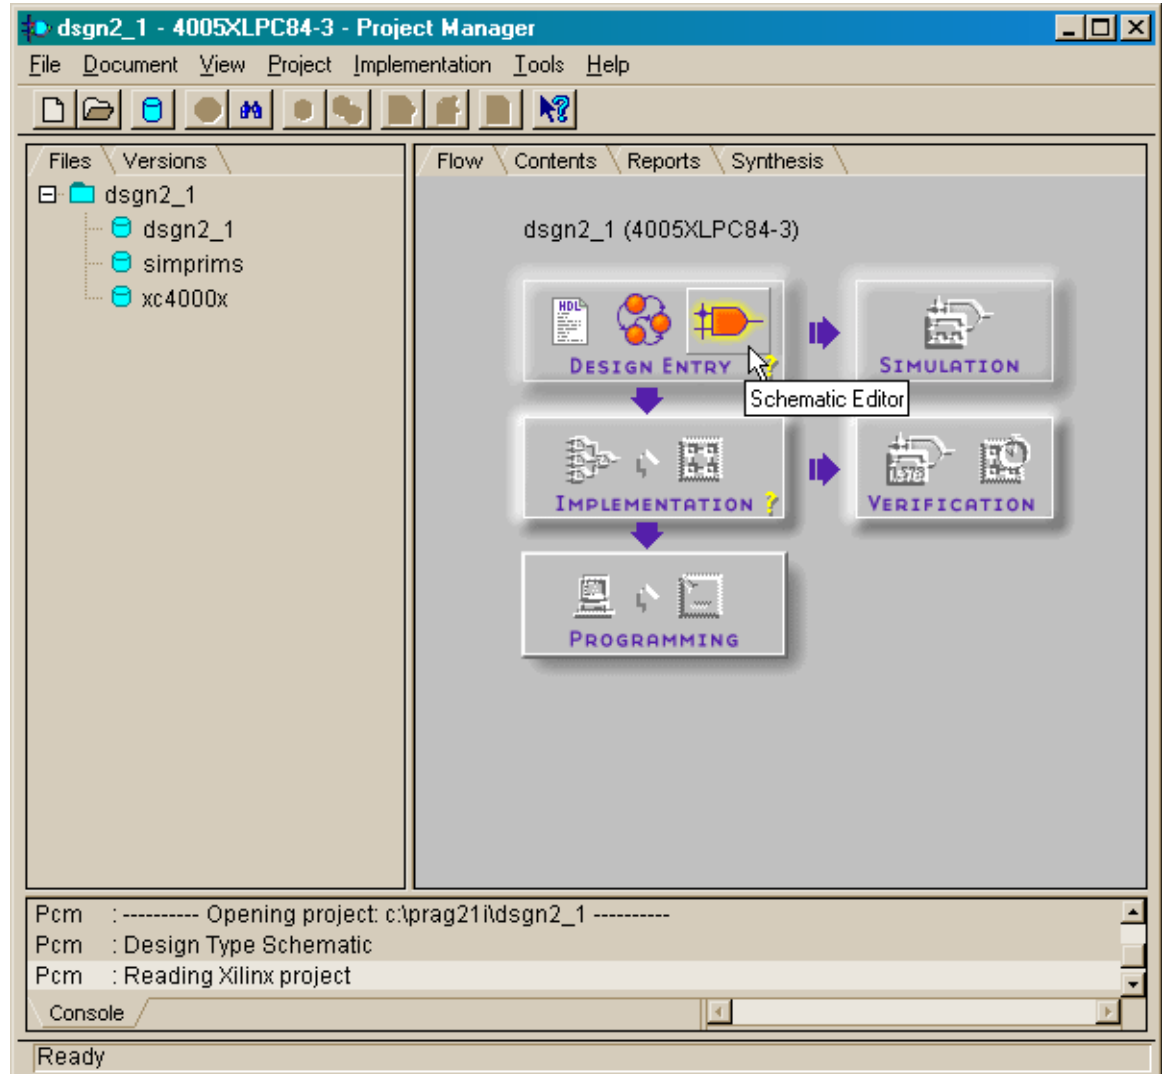 dsgn2_1 - 4005XLPC84-3 - Project Manager
File Document View Project Implementation Tools Help
Files Versions
dsgn2_1
dsgn2_1
simprims
xc4000x
Flow Contents Reports Synthesis
dsgn2_1 (4005XLPC84-3)
HDL
DESIGN ENTRY ?
SIMULATION
Schematic Editor
IMPLEMENTATION ?
1.578
VERIFICATION
PROGRAMMING
Pcm : ---------- Opening project: c:\prag21i\dsgn2_1 ----------
Pcm : Design Type Schematic
Pcm : Reading Xilinx project
Console
Ready